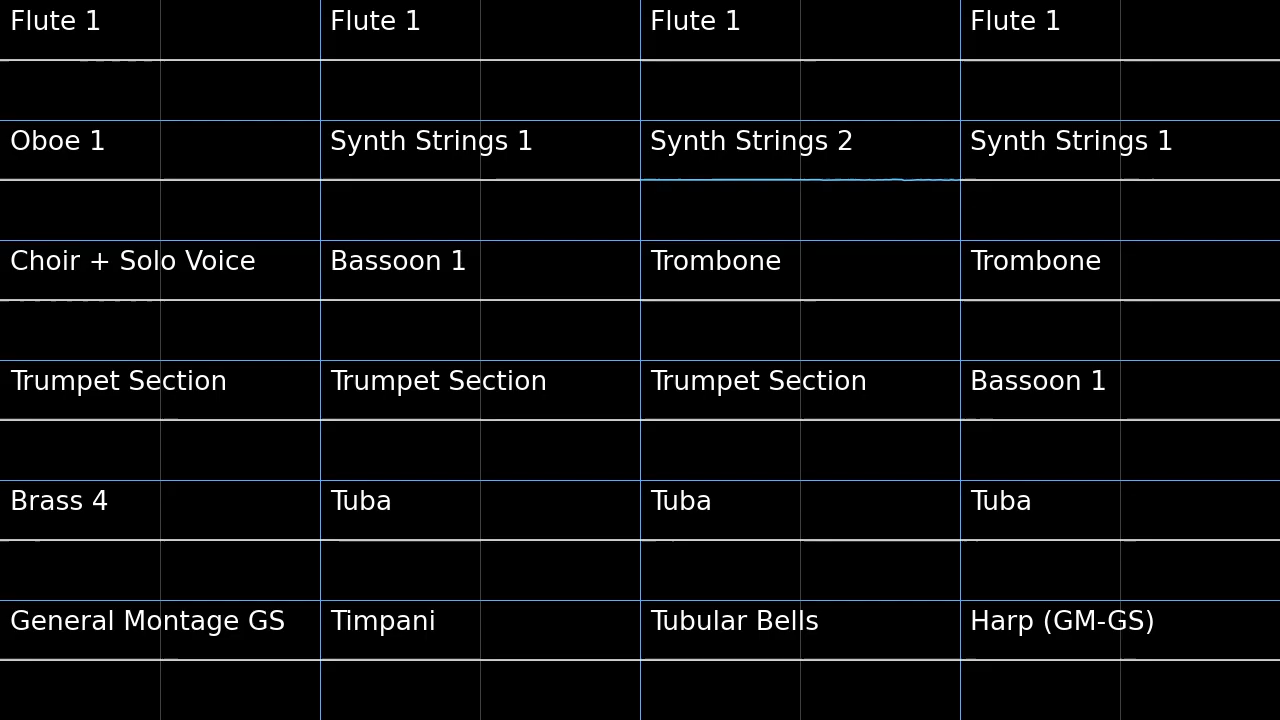 Flute 1
Flute 1
Flute 1
Flute 1
Oboe 1
Synth Strings 1
Synth Strings 2
Synth Strings 1
Choir + Solo Voice
Bassoon 1
Trombone
Trombone
Trumpet Section
Trumpet Section
Trumpet Section
Bassoon 1
Brass 4
Tuba
Tuba
Tuba
General Montage GS
Timpani
Tubular Bells
Harp (GM-GS)